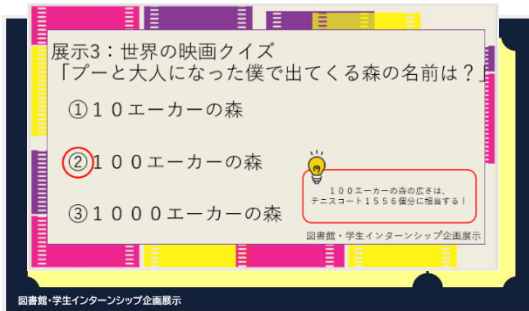 展示3：世界の映画クイズ
「プーと大人になった僕で出てくる森の名前は？」
①１０エーカーの森
②１００エーカーの森
③１０００エーカーの森
１００エーカーの森の広さは、
テニスコート１５５６個分に相当する！
図書館・学生インターンシップ企画展示
図書館・学生インターンシップ企画展示